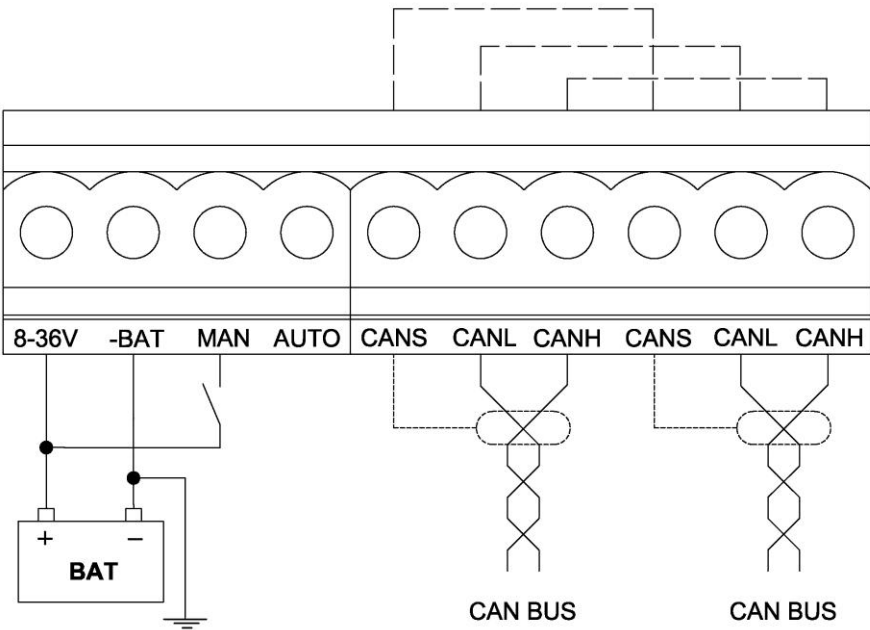 8-36V -BAT MAN AUTO CANS CANL CANH CANS CANL CANH
+ −
BAT
CAN BUS CAN BUS